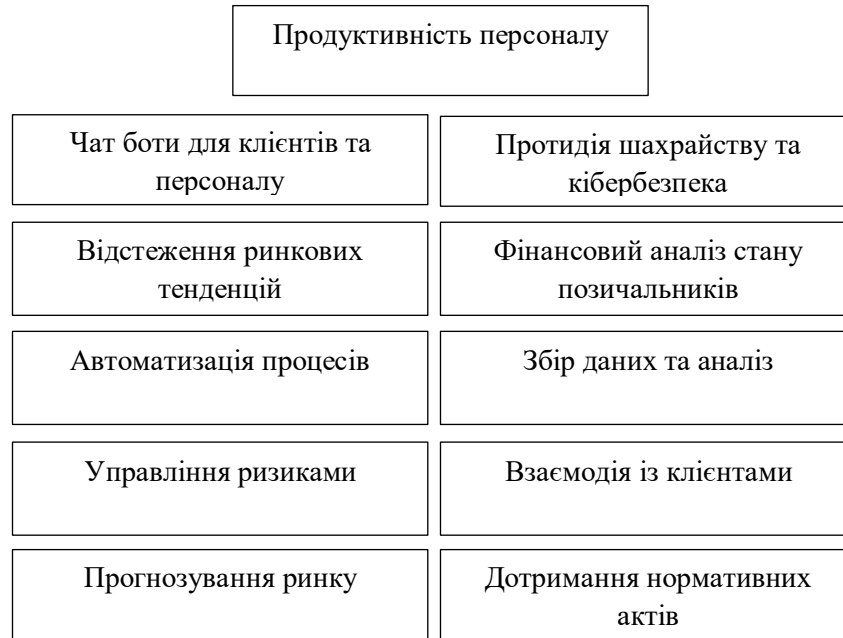 Продуктивність персоналу
Чат боти для клієнтів та
персоналу
Протидія шахрайству та
кібербезпека
Відстеження ринкових
тенденцій
Фінансовий аналіз стану
позичальників
Автоматизація процесів
Збір даних та аналіз
Управління ризиками
Взаємодія із клієнтами
Прогнозування ринку
Дотримання нормативних
актів